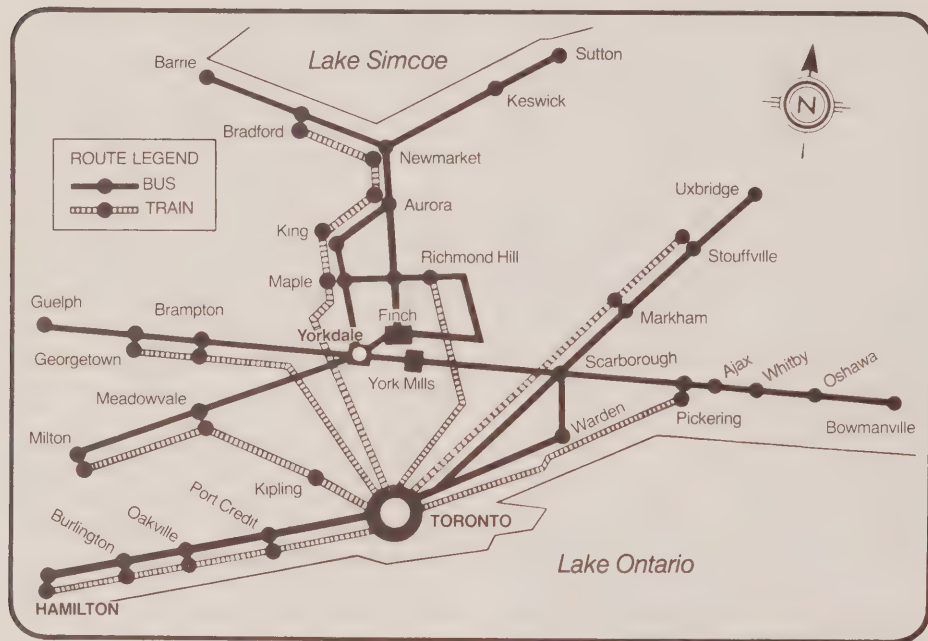 Lake Simcoe
Sutton
Barrie
Keswick
N
Bradford
Newmarket
ROUTE LEGEND
BUS
TRAIN
Uxbridge
Aurora
King
Stouffville
Richmond Hill
Maple
Guelph
Brampton
Finch
Markham
Yorkdale
Georgetown
Scarborough
Ajax
Whitby
Oshawa
York Mills
Meadowvale
Pickering
Bowmanville
Warden
Milton
Kipling
Port Credit
TORONTO
Oakville
Burlington
Lake Ontario
HAMILTON